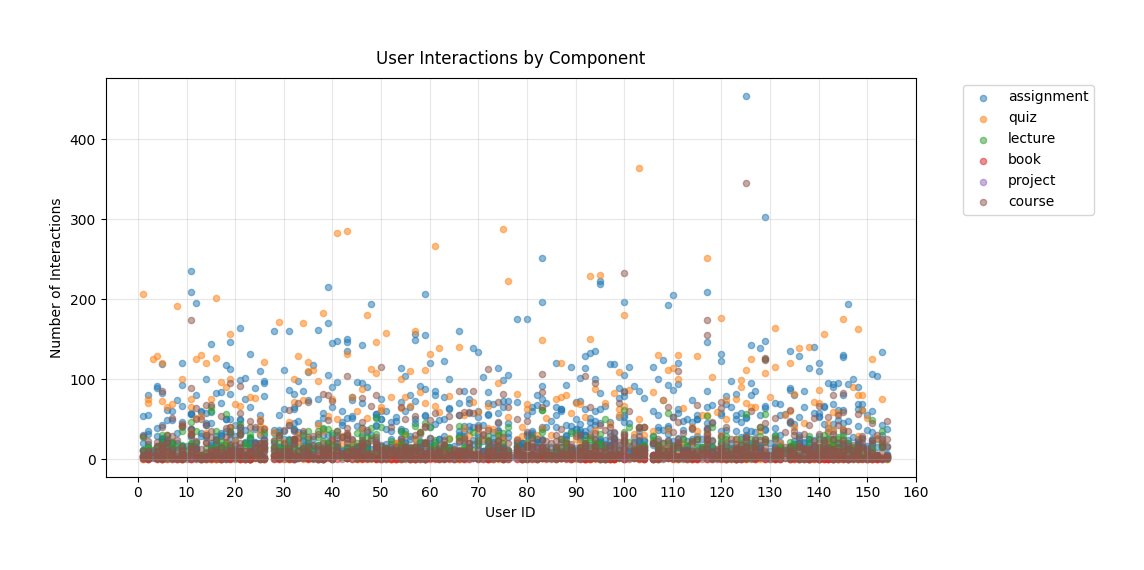 User Interactions by Component
Number of Interactions
400
300
200
100
0
0 10 20 30 40 50 60 70 80 90 100 110 120 130 140 150 160
User ID
assignment
quiz
lecture
book
project
course